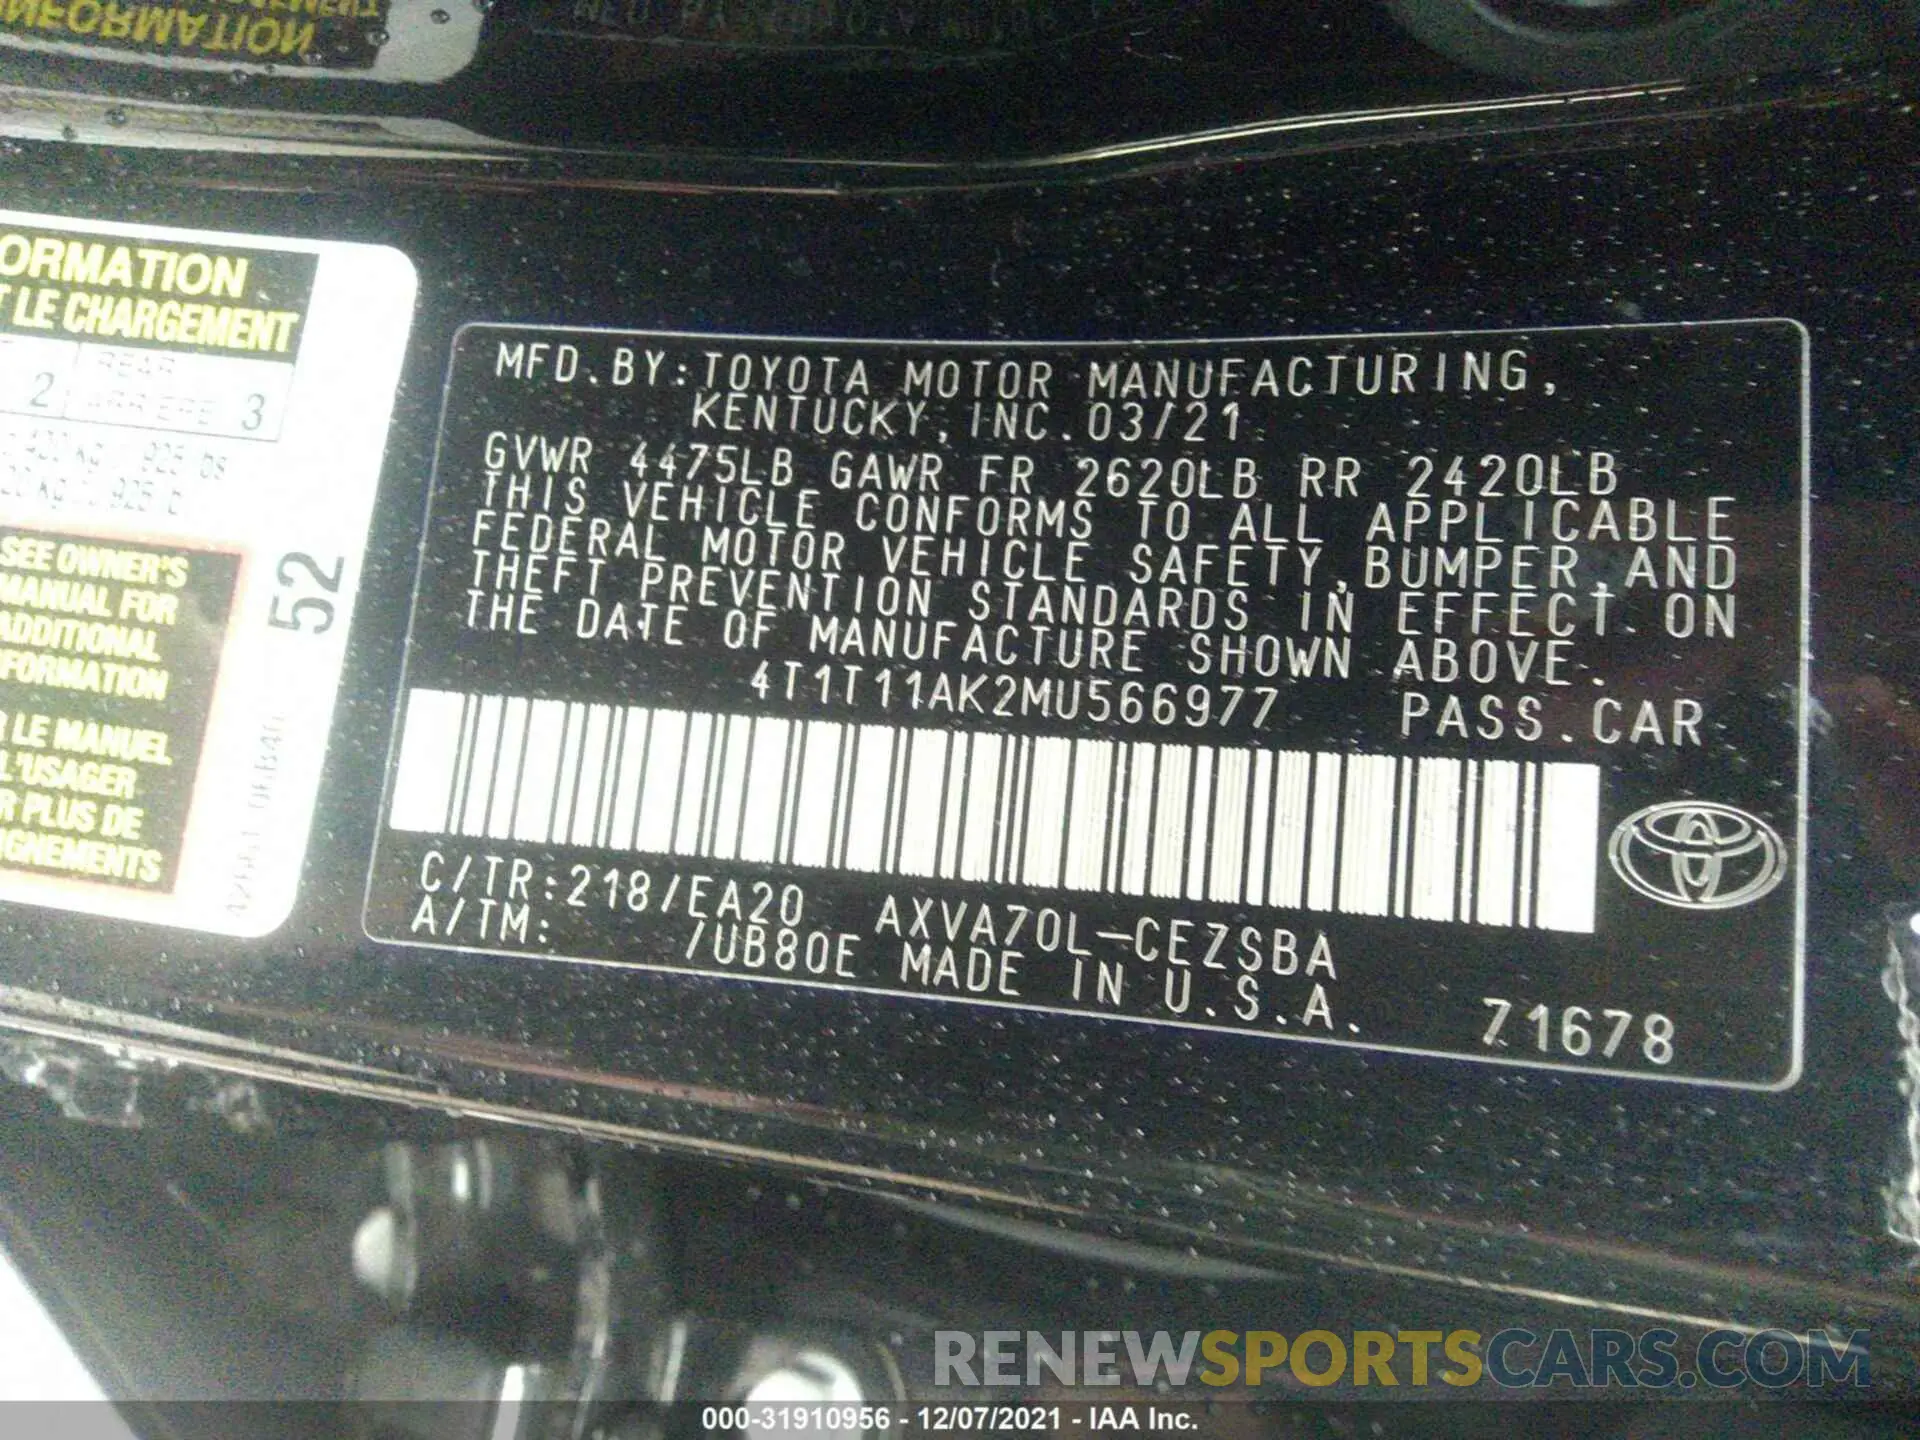 INFORMATION
ORMATION
T LE CHARGEMENT
2 REAR
ARRIERE 3
SEE OWNER'S
MANUAL FOR
ADDITIONAL
FORMATION
LE MANUEL
L'USAGER
R PLUS DE
IGNEMENTS
52
MFD.BY:TOYOTA MOTOR MANUFACTURING,
KENTUCKY,INC.03/21
GVWR 4475LB GAWR FR 2620LB RR 2420LB
THIS VEHICLE CONFORMS TO ALL APPLICABLE
FEDERAL MOTOR VEHICLE SAFETY,BUMPER,AND
THEFT PREVENTION STANDARDS IN EFFECT ON
THE DATE OF MANUFACTURE SHOWN ABOVE.
4T1T11AK2MU566977 PASS.CAR
C/TR:218/EA20 AXVA70L-CEZSBA
A/TM: /UB80E MADE IN U.S.A.
71678
RENEWSPORTSCARS.COM
000-31910956 - 12/07/2021 - IAA Inc.